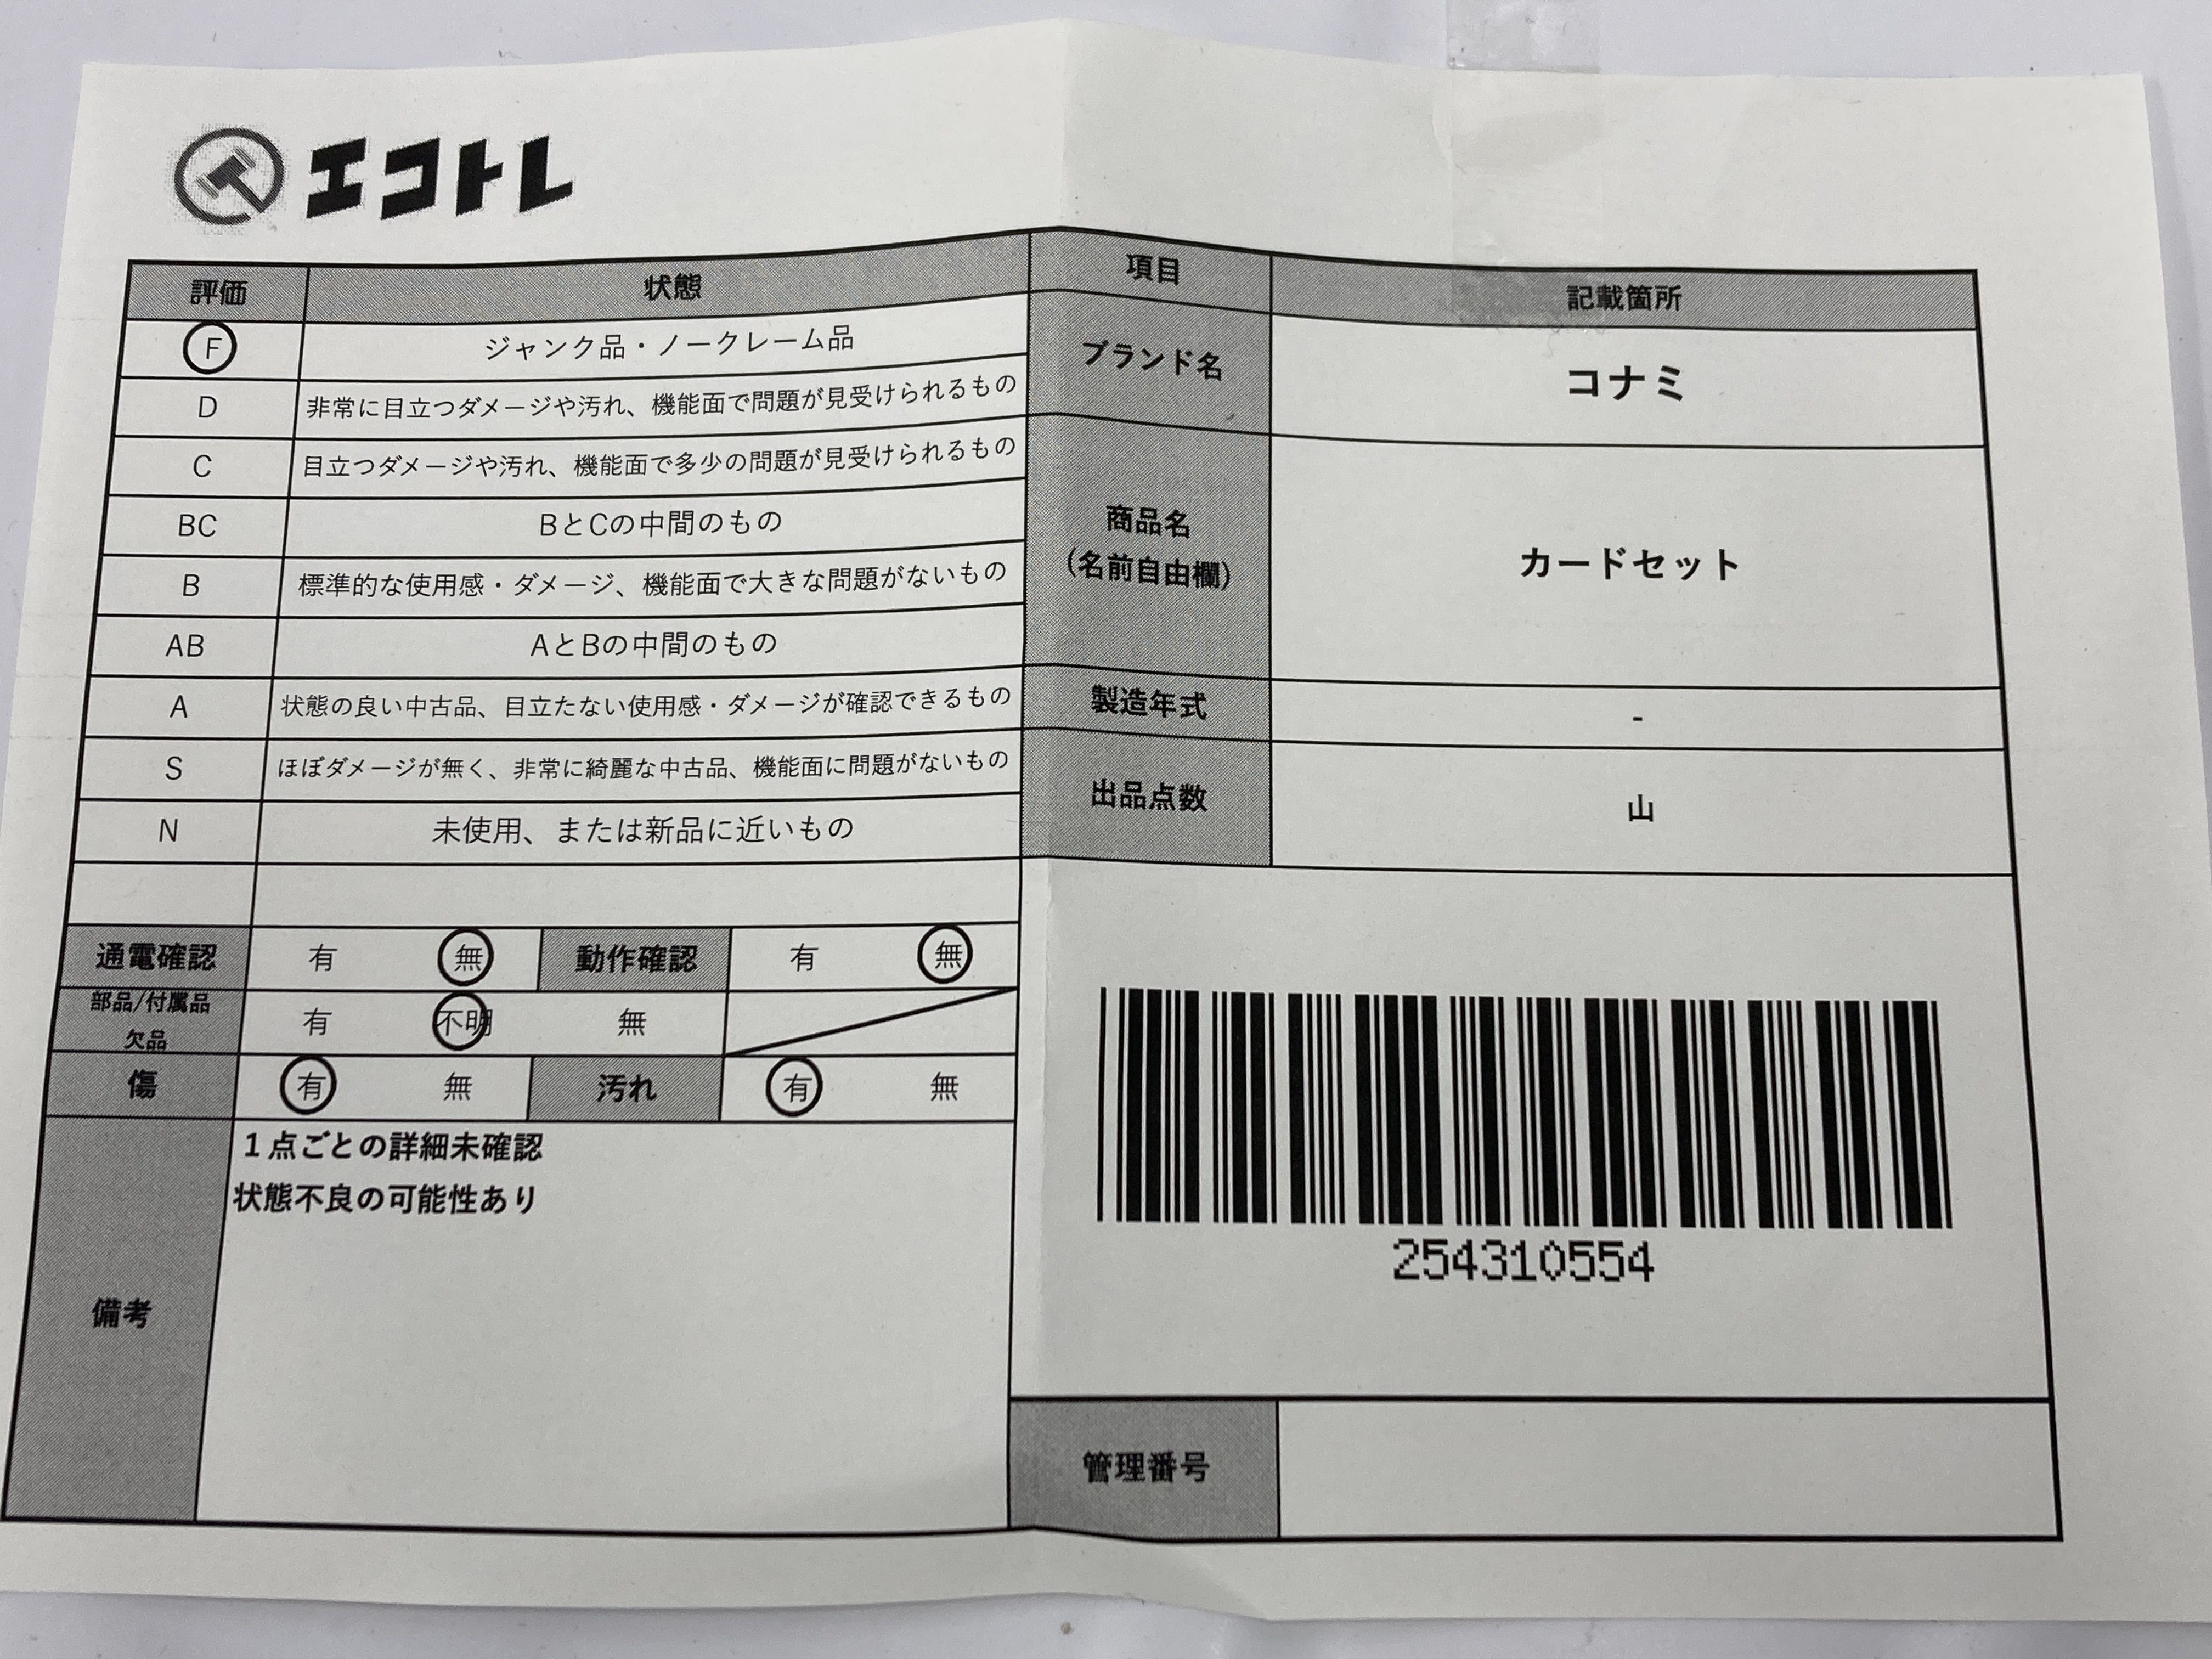 エコトレ
評価 状態
F ジャンク品・ノークレーム品
D 非常に目立つダメージや汚れ、機能面で問題が見受けられるもの
C 目立つダメージや汚れ、機能面で多少の問題が見受けられるもの
BC BとCの中間のもの
B 標準的な使用感・ダメージ、機能面で大きな問題がないもの
AB AとBの中間のもの
A 状態の良い中古品、目立たない使用感・ダメージが確認できるもの
S ほぼダメージが無く、非常に綺麗な中古品、機能面に問題がないもの
N 未使用、または新品に近いもの
通電確認 有 無 動作確認 有 無
部品/付属品
欠品 有 不明 無
傷 有 無 汚れ 有 無
備考
1点ごとの詳細未確認
状態不良の可能性あり
項目 記載箇所
ブランド名 コナミ
商品名
(名前自由欄) カードセット
製造年式 -
出品点数 山
254310554
管理番号